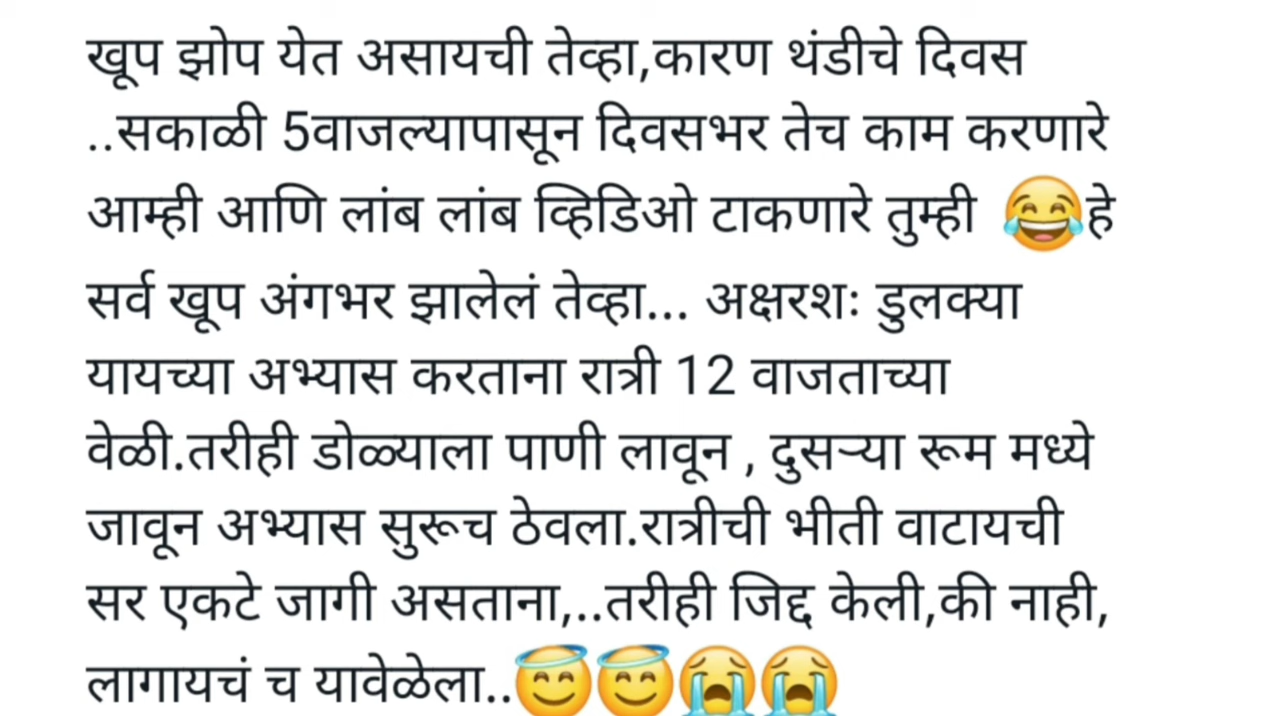 खूप झोप येत असायची तेव्हा,कारण थंडीचे दिवस
..सकाळी 5वाजल्यापासून दिवसभर तेच काम करणारे
आम्ही आणि लांब लांब व्हिडिओ टाकणारे तुम्ही 😂हे
सर्व खूप अंगभर झालेलं तेव्हा... अक्षरशः डुलक्या
यायच्या अभ्यास करताना रात्री 12 वाजताच्या
वेळी.तरीही डोळ्याला पाणी लावून , दुसऱ्या रूम मध्ये
जावून अभ्यास सुरूच ठेवला.रात्रीची भीती वाटायची
सर एकटे जागी असताना,..तरीही जिद्द केली,की नाही,
लागायचं च यावेळेला..😇😇😭😭